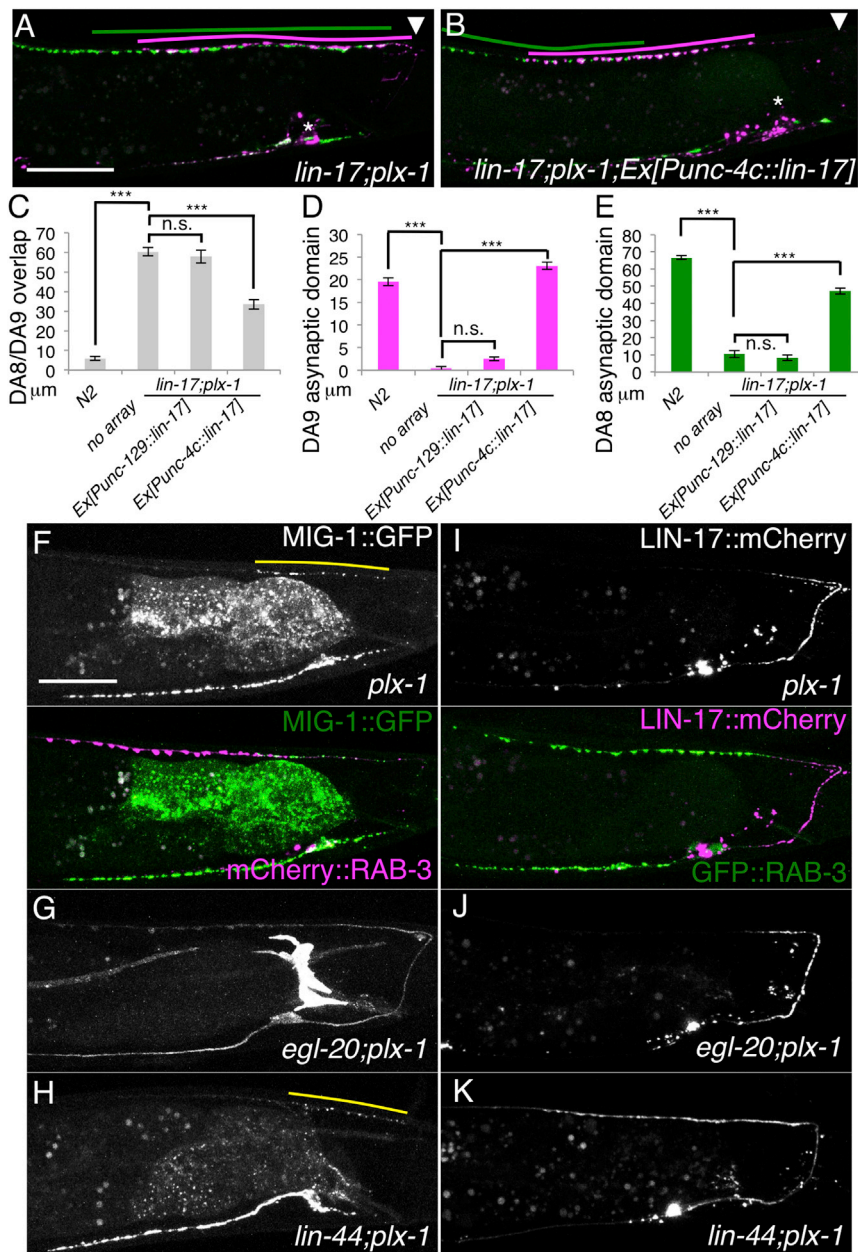 A
lin-17;plx-1
B
lin-17;plx-1;Ex[Punc-4c::lin-17]
C
DA8/DA9 overlap
μm
70
60
50
40
30
20
10
0
***
***
n.s.
N2
no array
Ex[Punc-129::lin-17]
Ex[Punc-4c::lin-17]
lin-17;plx-1
D
DA9 asynaptic domain
μm
30
25
20
15
10
5
0
***
***
n.s.
N2
no array
Ex[Punc-129::lin-17]
Ex[Punc-4c::lin-17]
lin-17;plx-1
E
DA8 asynaptic domain
μm
80
70
60
50
40
30
20
10
0
***
***
n.s.
N2
no array
Ex[Punc-129::lin-17]
Ex[Punc-4c::lin-17]
lin-17;plx-1
F
MIG-1::GFP
plx-1
MIG-1::GFP
mCherry::RAB-3
G
egl-20;plx-1
H
lin-44;plx-1
I
LIN-17::mCherry
plx-1
LIN-17::mCherry
GFP::RAB-3
J
egl-20;plx-1
K
lin-44;plx-1